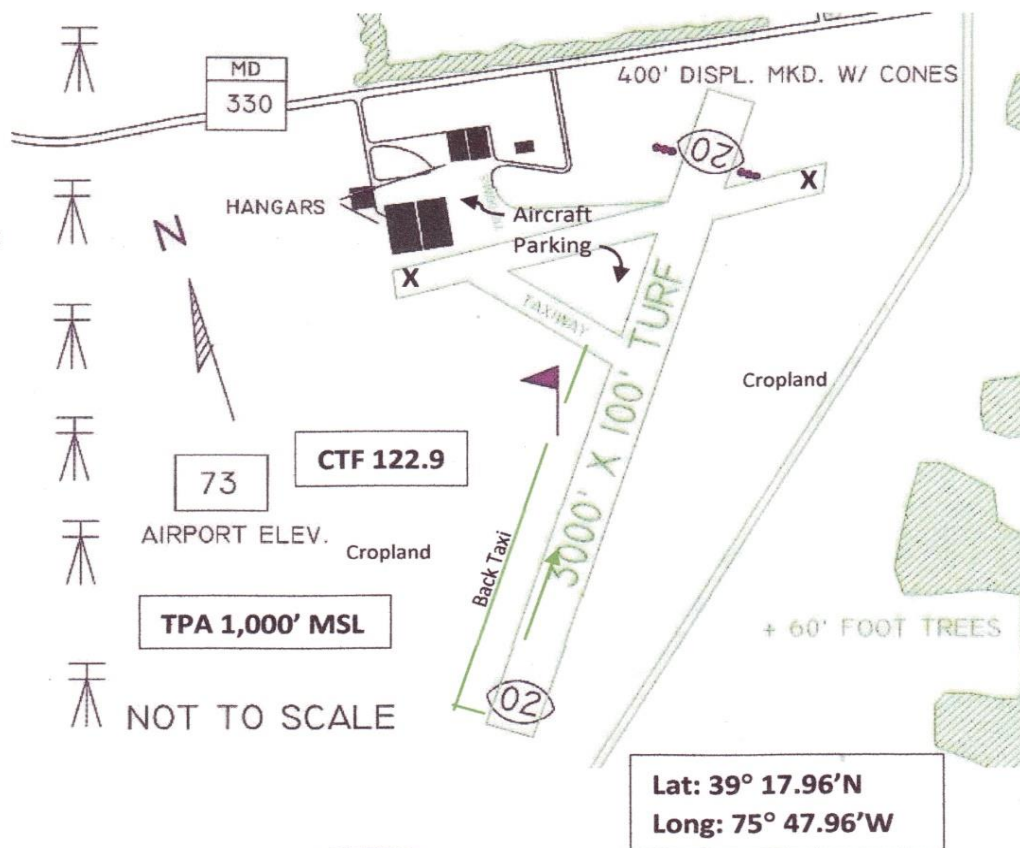 MD
330
400' DISPL. MKD. W/ CONES
20
X
HANGARS
Aircraft
Parking
N
X
TAXIWAY
3000' X 100' TURF
Cropland
CTF 122.9
73
AIRPORT ELEV.
Cropland
Back Taxi
TPA 1,000' MSL
+ 60' FOOT TREES
02
NOT TO SCALE
Lat: 39° 17.96'N
Long: 75° 47.96'W